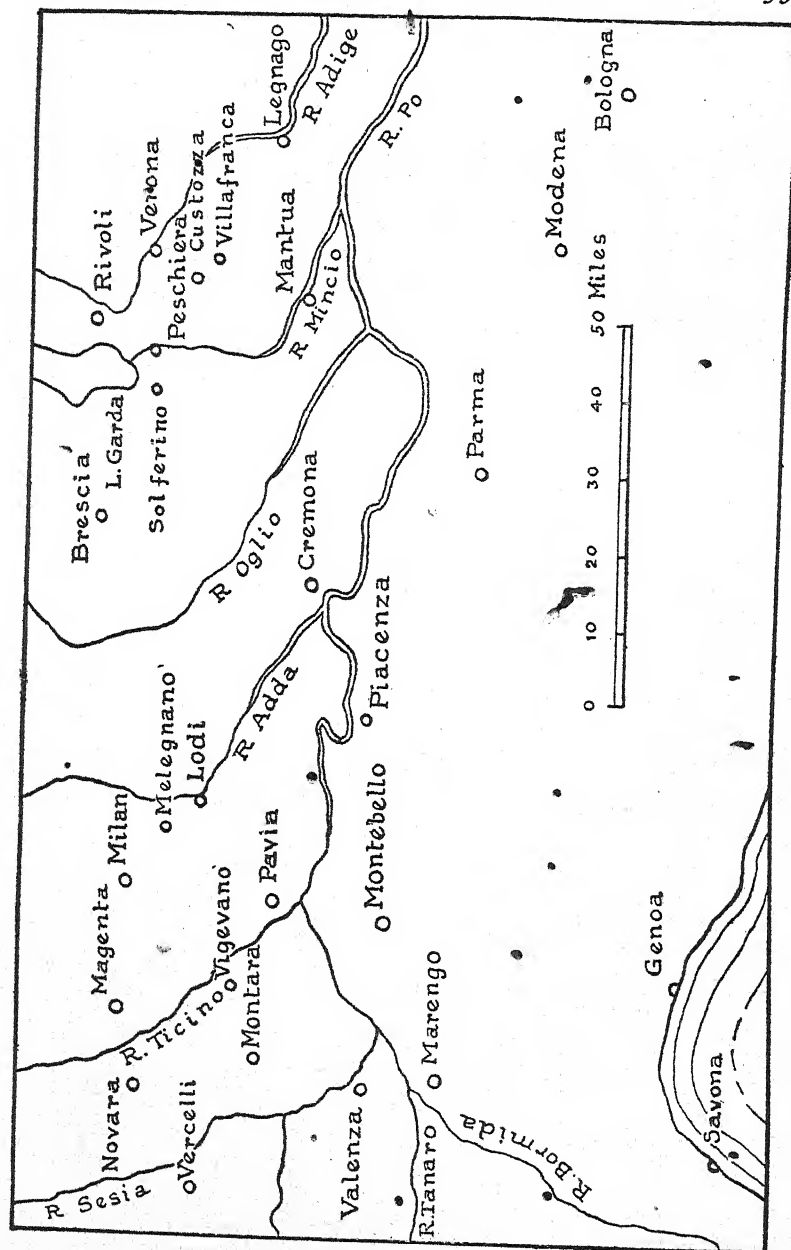 R Sesia
Vercelli
Novara
R. Ticino
Magenta
Milan
Melegnano
Lodi
Montara
Vigevano
Pavia
R Adda
Valenza
R.Tanaro
Marengo
R.Bormida
Montebello
Piacenza
Savona
Genoa
Brescia
L.Garda
Solferino
R Oglio
Cremona
Rivoli
Verona
Peschiera
Custozza
Villafranca
Mantua
R Mincio
Legnago
R Adige
R. Po
Parma
Modena
Bologna
0 10 20 30 40 50 Miles